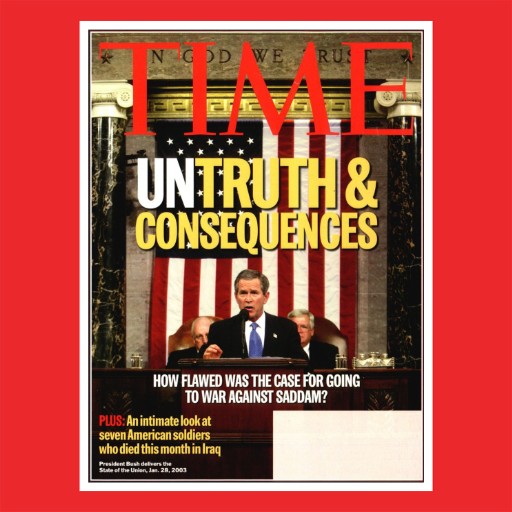 IN GOD WE TRUST
TIME
UNTRUTH &
CONSEQUENCES
HOW FLAWED WAS THE CASE FOR GOING
TO WAR AGAINST SADDAM?
PLUS: An intimate look at
seven American soldiers
who died this month in Iraq
President Bush delivers the
State of the Union, Jan. 28, 2003